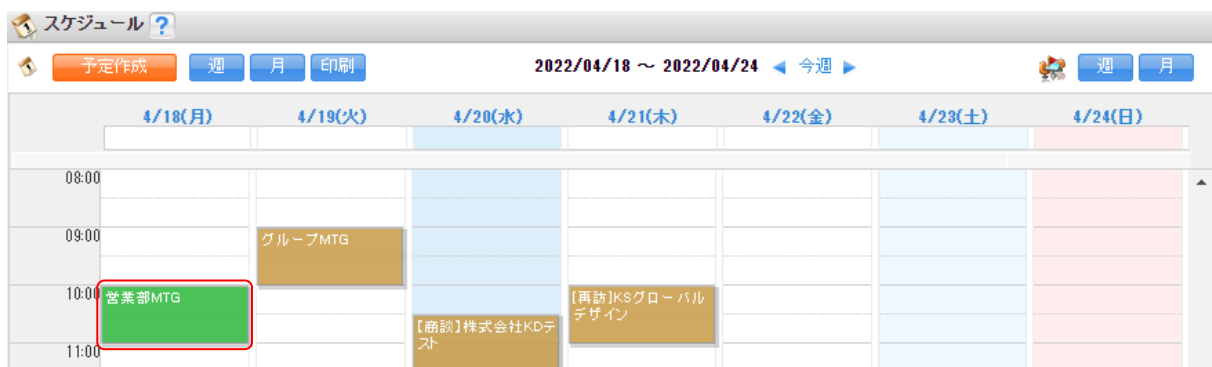 スケジュール ?
予定作成 週 月 印刷 2022/04/18 ～ 2022/04/24 今週 週 月
4/18(月) 4/19(火) 4/20(水) 4/21(木) 4/22(金) 4/23(土) 4/24(日)
08:00
09:00
グループMTG
10:00
営業部MTG
[再訪]KSグローバル
デザイン
【商談】株式会社KDテ
スト
11:00